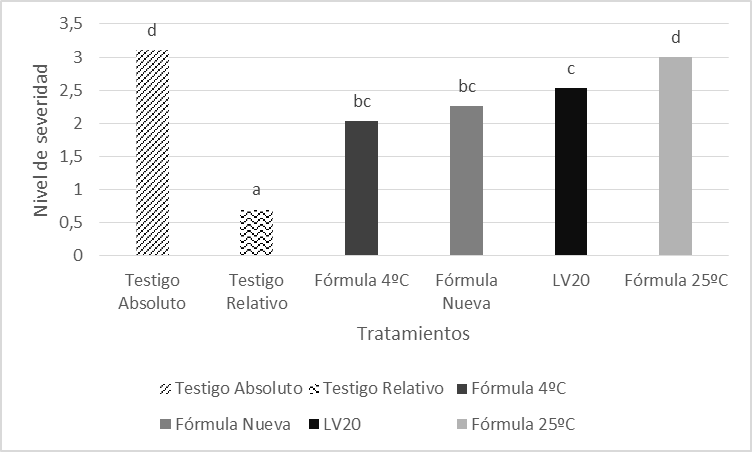 3,5
3
2,5
2
1,5
1
0,5
0
Nivel de severidad
d
a
bc
bc
c
d
Testigo Absoluto
Testigo Relativo
Fórmula 4ºC
Fórmula Nueva
LV20
Fórmula 25ºC
Tratamientos
Testigo Absoluto Testigo Relativo Fórmula 4ºC
Fórmula Nueva LV20 Fórmula 25ºC